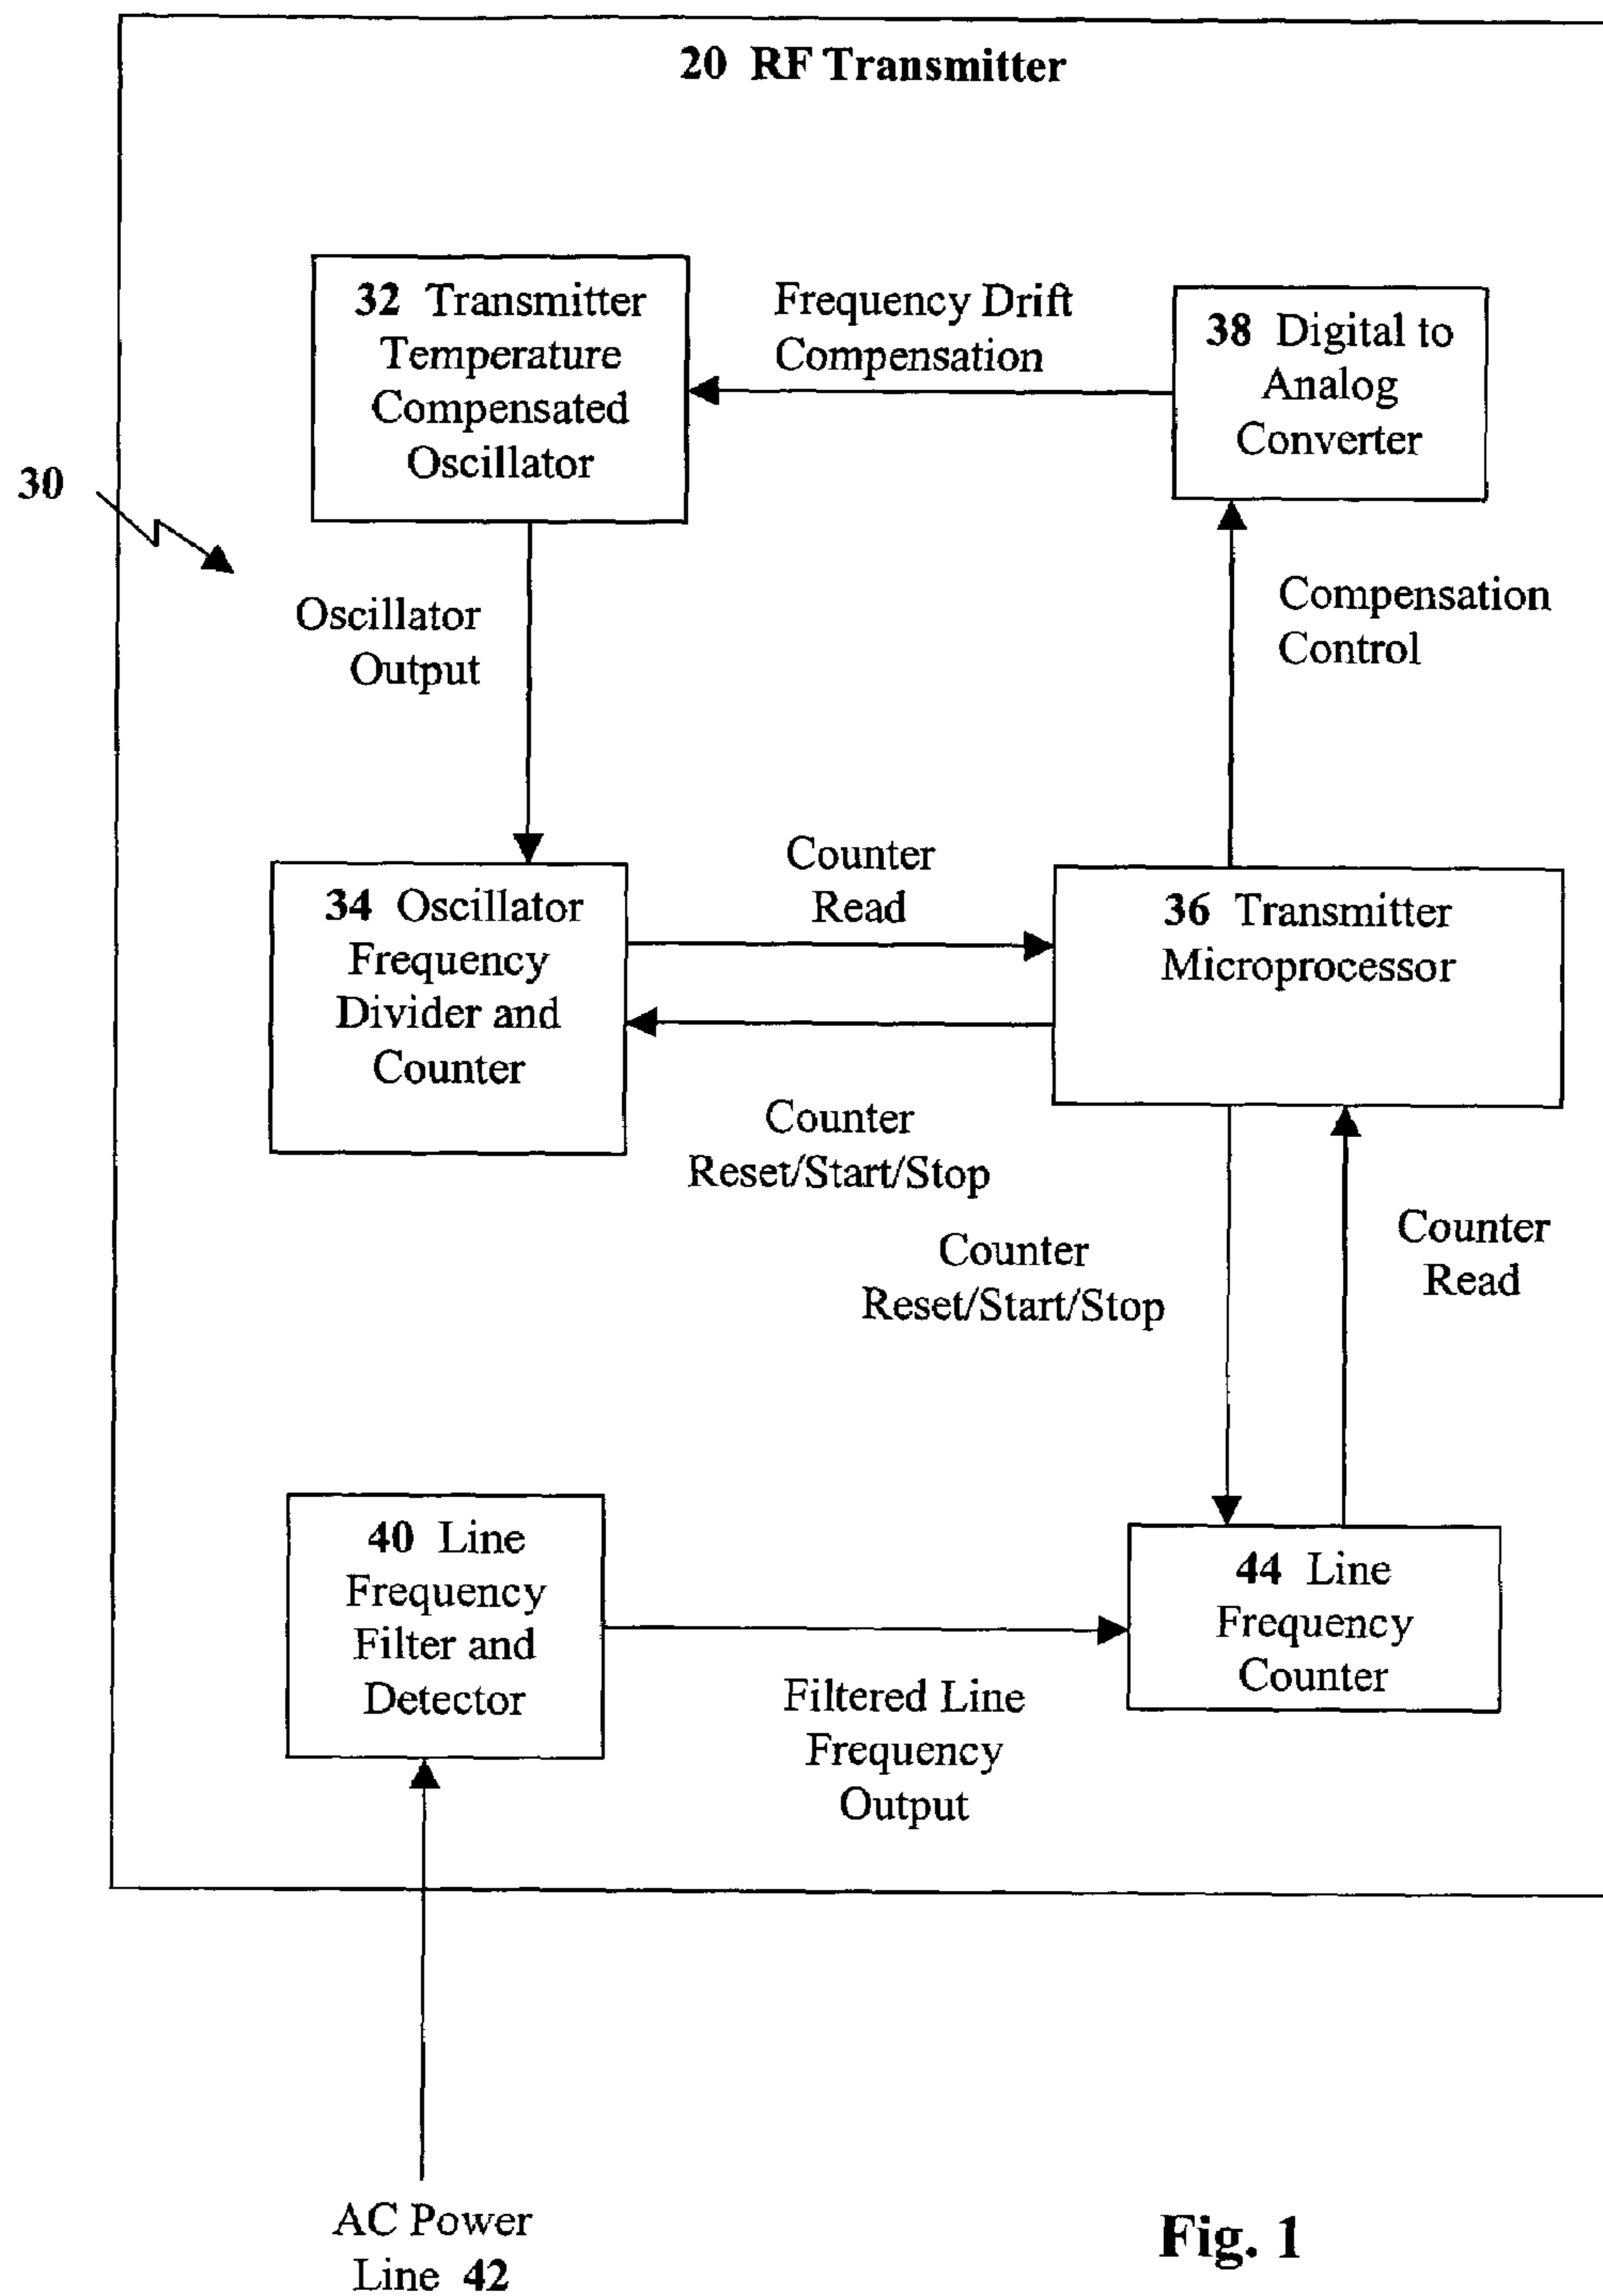 20 RF Transmitter
32 Transmitter
Temperature
Compensated
Oscillator
Frequency Drift
Compensation
38 Digital to
Analog
Converter
30
Oscillator
Output
Compensation
Control
34 Oscillator
Frequency
Divider and
Counter
Counter
Read
36 Transmitter
Microprocessor
Counter
Reset/Start/Stop
Counter
Reset/Start/Stop
Counter
Read
40 Line
Frequency
Filter and
Detector
Filtered Line
Frequency
Output
44 Line
Frequency
Counter
AC Power
Line 42
Fig. 1